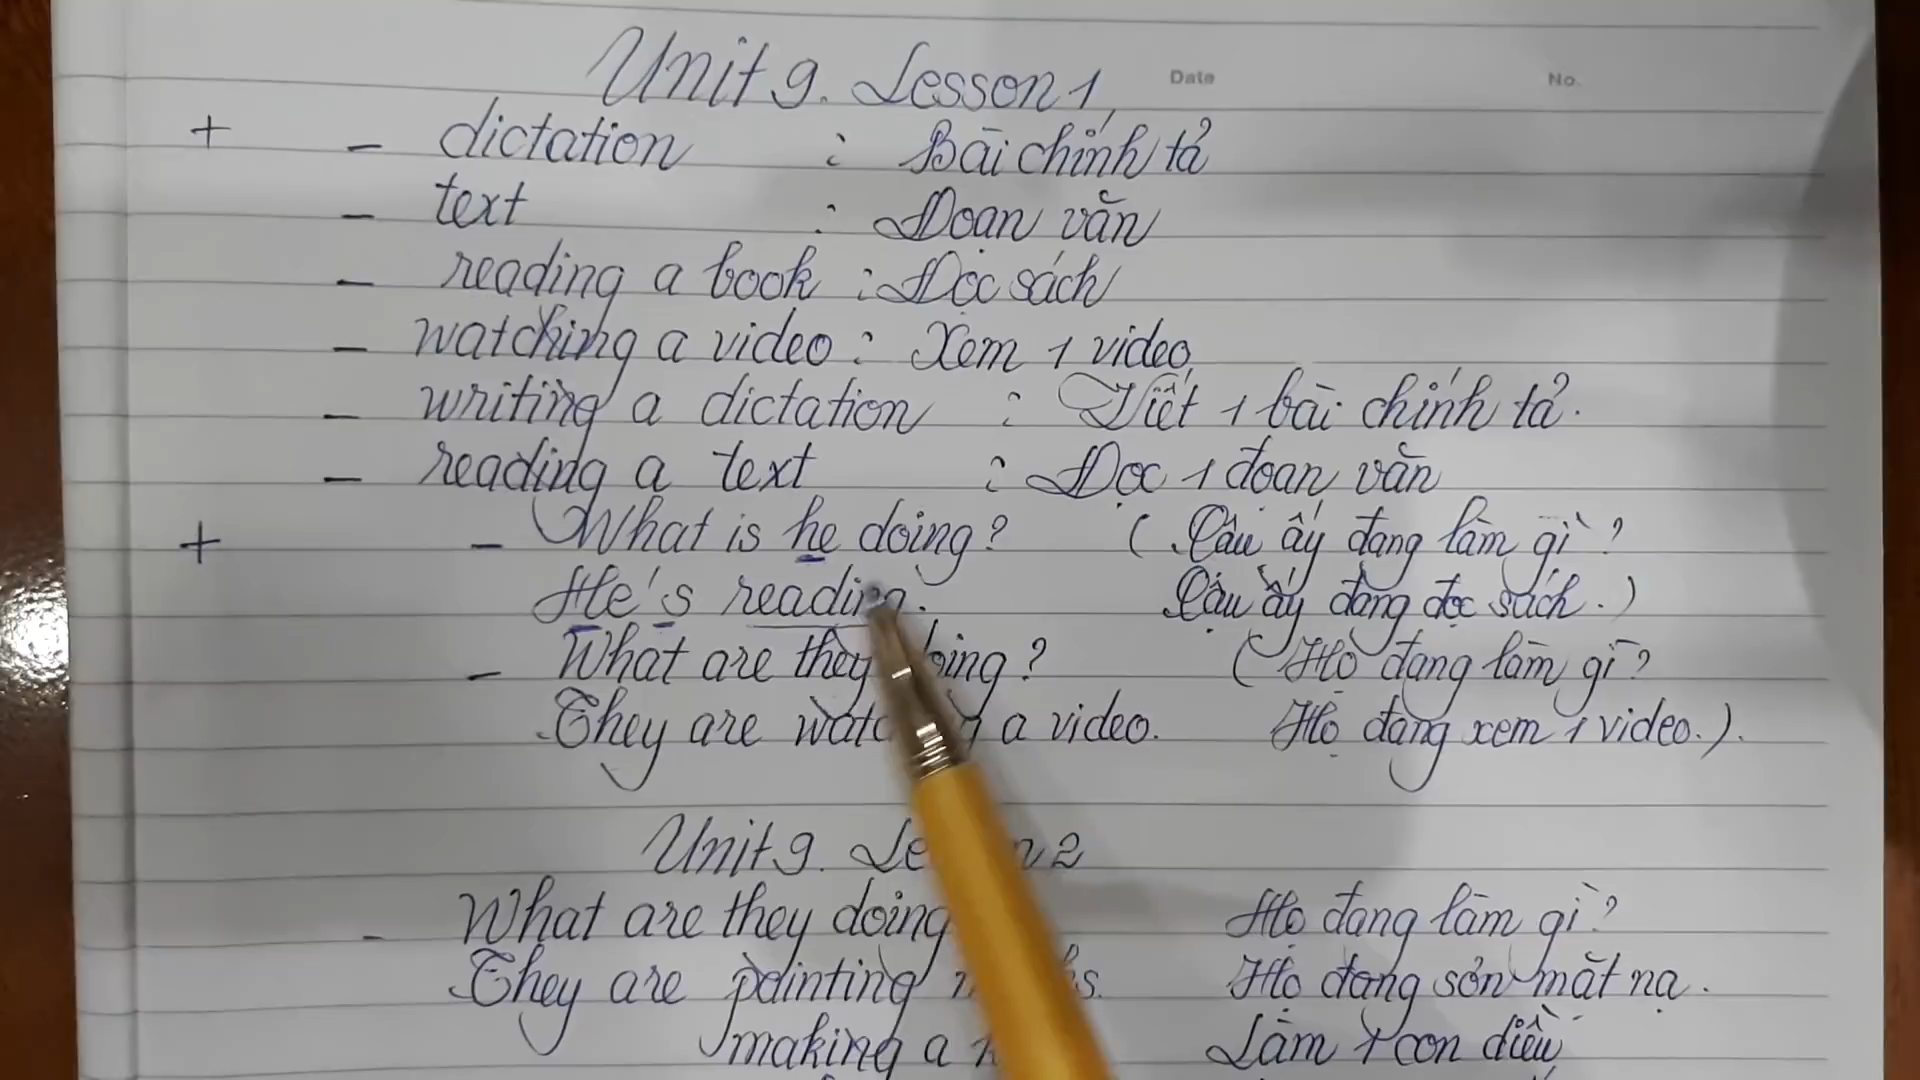 Unit 9. Lesson 1
Date No.
+ - dictation : Bài chính tả
- text : Đoạn văn
- reading a book : Đọc sách
- watching a video : Xem 1 video
- writing a dictation : Viết 1 bài chính tả.
- reading a text : Đọc 1 đoạn văn
+ - What is he doing? ( Cậu ấy đang làm gì ?
He's reading. Cậu ấy đang đọc sách.)
- What are they doing? ( Họ đang làm gì?
They are a video. Họ đang xem 1 video.).
Unit 9. 2
- What are they doing Họ đang làm gì?
They are painting Họ đang sơn mặt nạ.
making a Làm 1 con diều